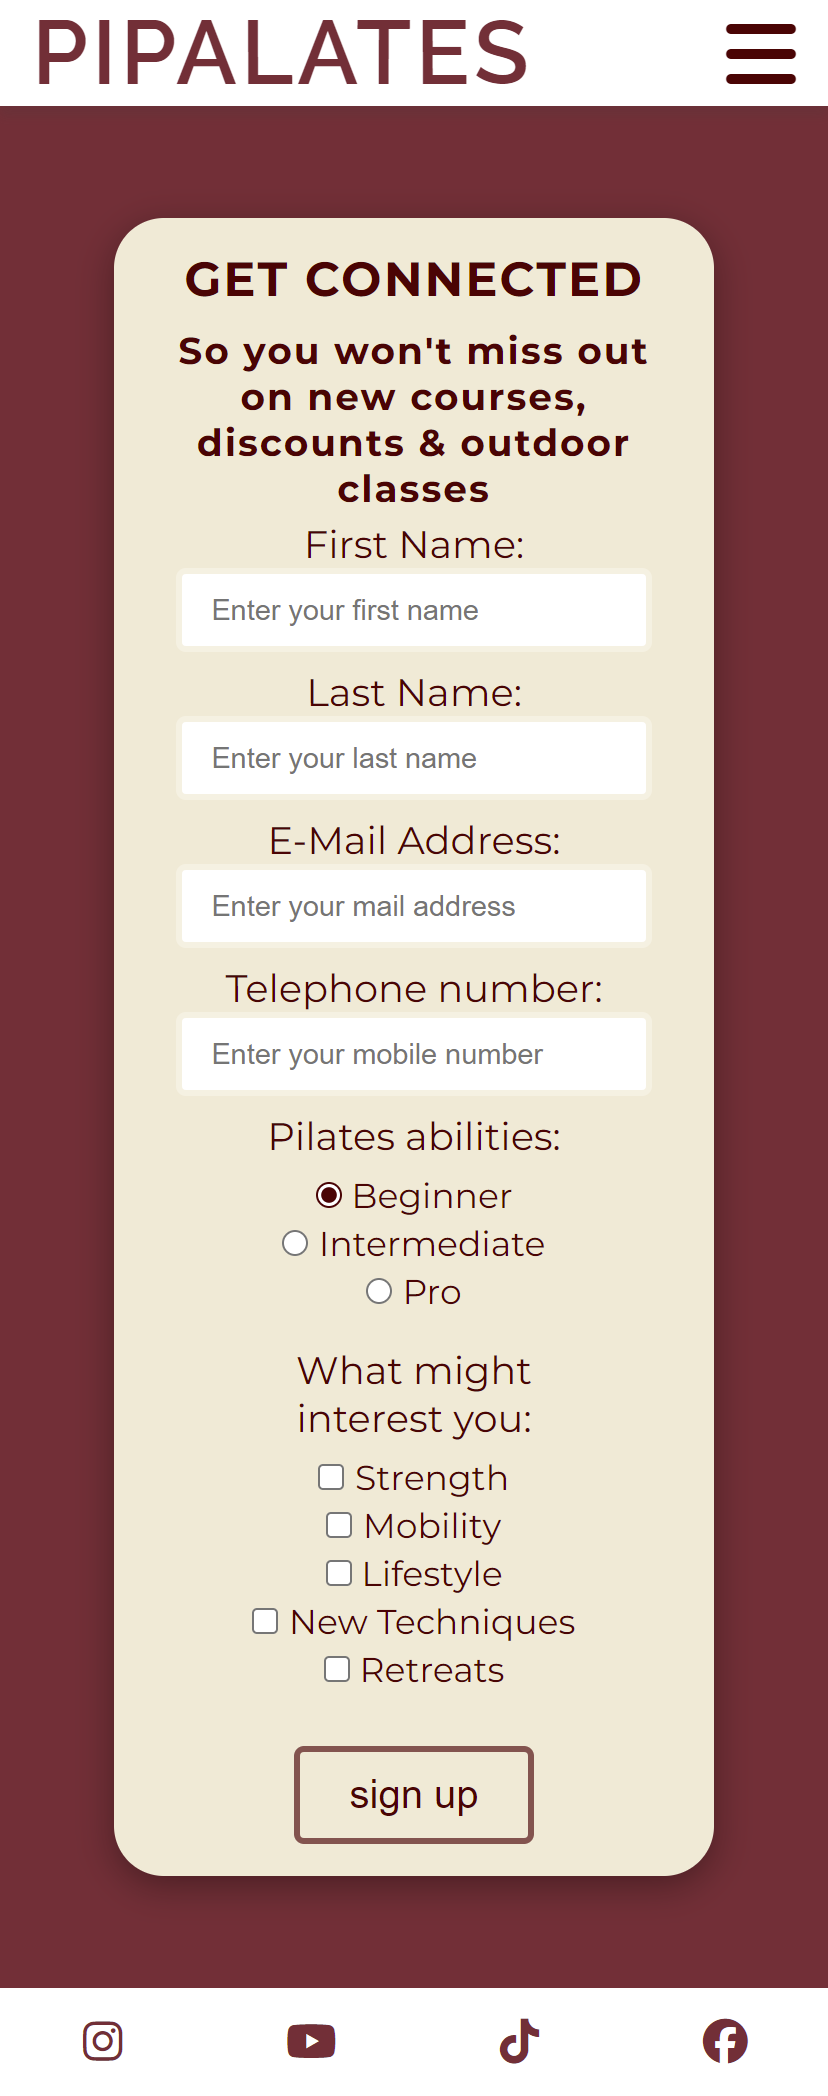 PIPALATES
GET CONNECTED
So you won't miss out
on new courses,
discounts & outdoor
classes
First Name:
Enter your first name
Last Name:
Enter your last name
E-Mail Address:
Enter your mail address
Telephone number:
Enter your mobile number
Pilates abilities:
Beginner
Intermediate
Pro
What might
interest you:
Strength
Mobility
Lifestyle
New Techniques
Retreats
sign up